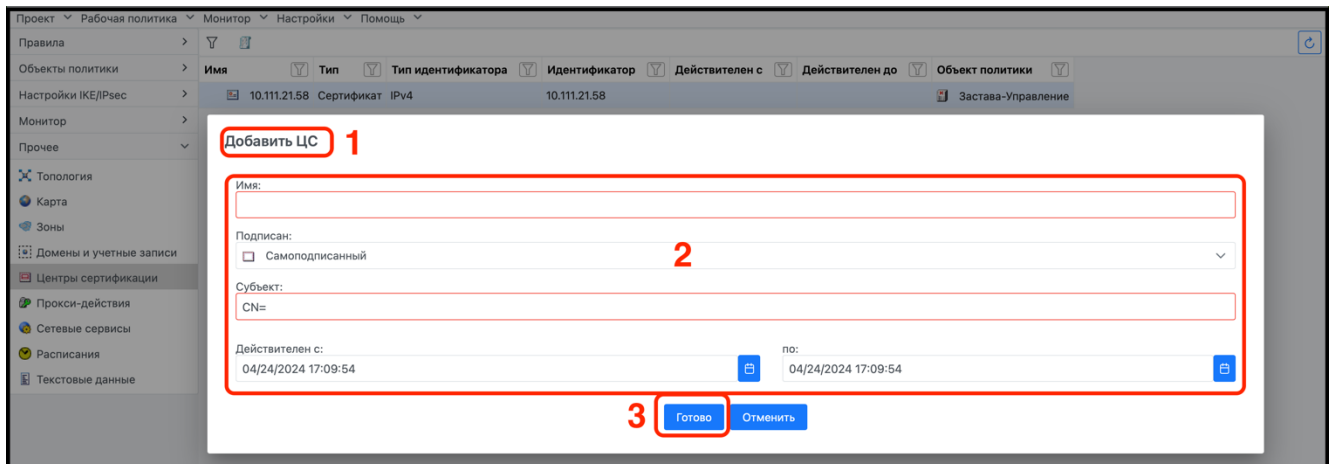 Проект Рабочая политика Монитор Настройки Помощь
Правила
Объекты политики
Имя Тип Тип идентификатора Идентификатор Действителен с Действителен до Объект политики
Настройки IKE/IPsec
10.111.21.58 Сертификат IPv4 10.111.21.58 Застава-Управление
Монитор
Прочее
Добавить ЦС 1
Топология
Карта
Зоны
Домены и учетные записи
Центры сертификации
Прокси-действия
Сетевые сервисы
Расписания
Текстовые данные
Имя:
Подписан:
Самоподписанный
2
Субъект:
CN=
Действителен с: по:
04/24/2024 17:09:54 04/24/2024 17:09:54
3 Готово Отменить